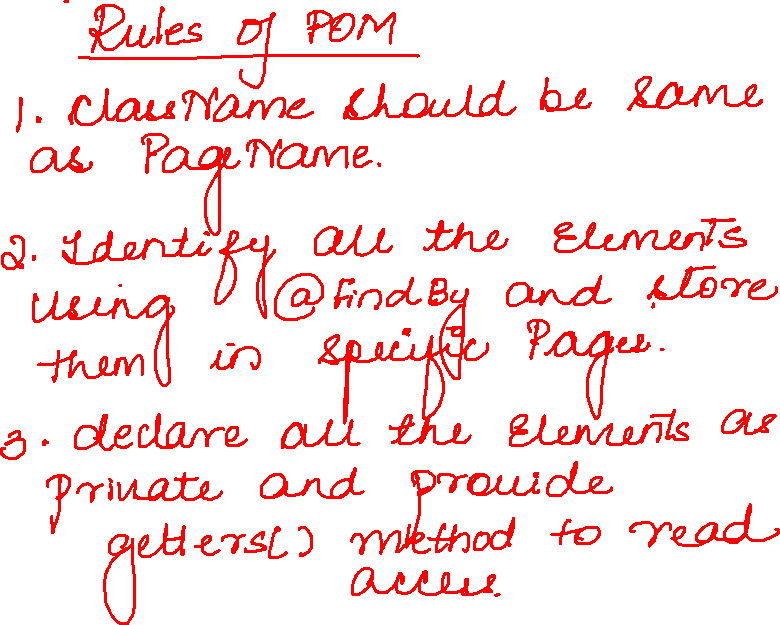 Rules of POM
1. className should be same
as PageName.
2. Identify all the Elements
using @FindBy and store
them in specific Pages.
3. declare all the Elements as
private and provide
getters() method to read
access.